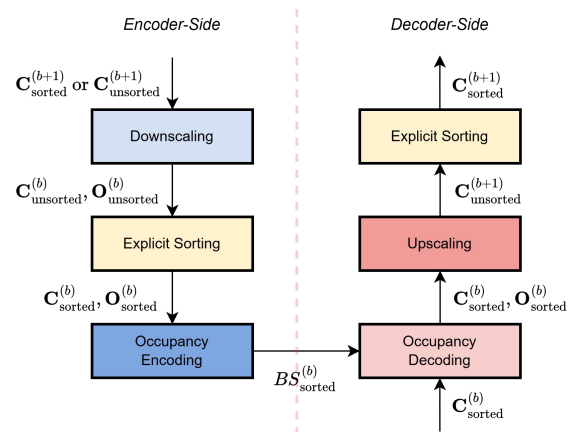 Encoder-Side
Decoder-Side
C_sorted^(b+1) or C_unsorted^(b+1)
C_sorted^(b+1)
Downscaling
Explicit Sorting
C_unsorted^(b), O_unsorted^(b)
C_unsorted^(b+1)
Explicit Sorting
Upscaling
C_sorted^(b), O_sorted^(b)
C_sorted^(b), O_sorted^(b)
Occupancy
Encoding
Occupancy
Decoding
BS_sorted^(b)
C_sorted^(b)